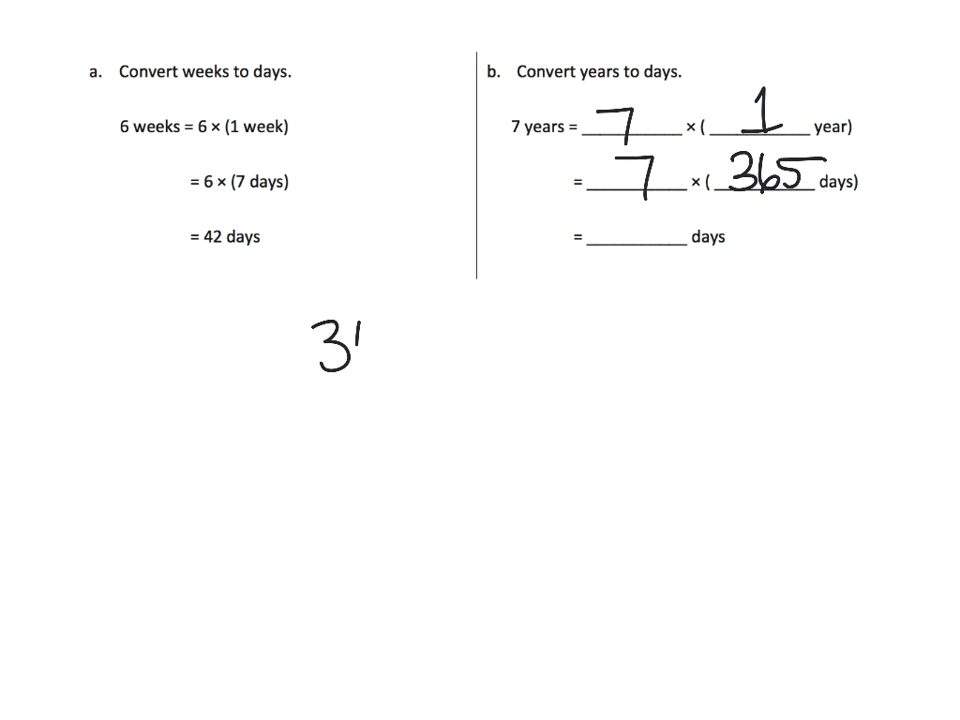 a. Convert weeks to days.
6 weeks = 6 × (1 week)
= 6 × (7 days)
= 42 days
b. Convert years to days.
7 years = 7 × ( 1 year)
= 7 × ( 365 days)
= __________ days
3